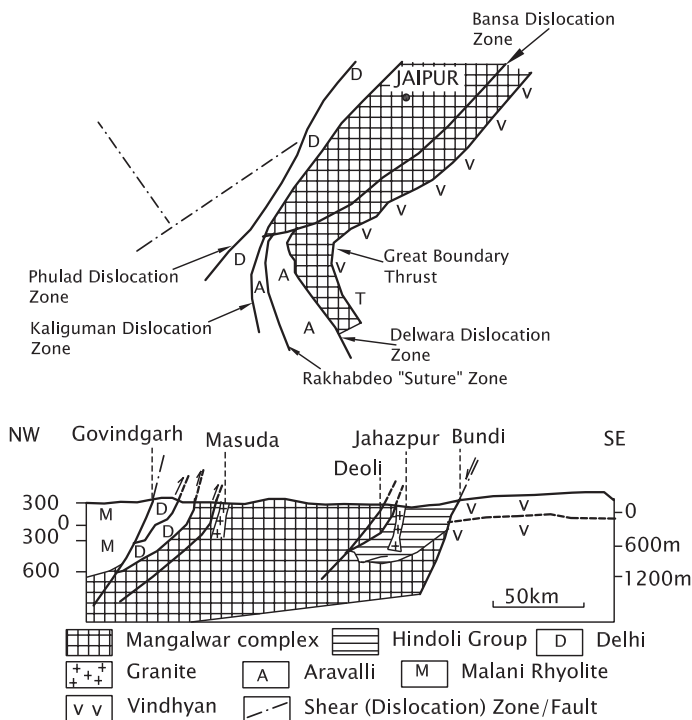 Bansa Dislocation
Zone
D
JAIPUR
V
D
V
V
V
V
D
Phulad Dislocation
Zone
A
A
V
Great Boundary
Thrust
T
Kaliguman Dislocation
Zone
A
Delwara Dislocation
Zone
Rakhabdeo "Suture" Zone
NW
Govindgarh
Masuda
Jahazpur
Bundi
SE
Deoli
300
0
300
600
M
M
D
D
D
V
V
V
V
0
600m
1200m
50km
Mangalwar complex
Hindoli Group
D Delhi
Granite
A Aravalli
M Malani Rhyolite
V V Vindhyan
Shear (Dislocation) Zone/Fault